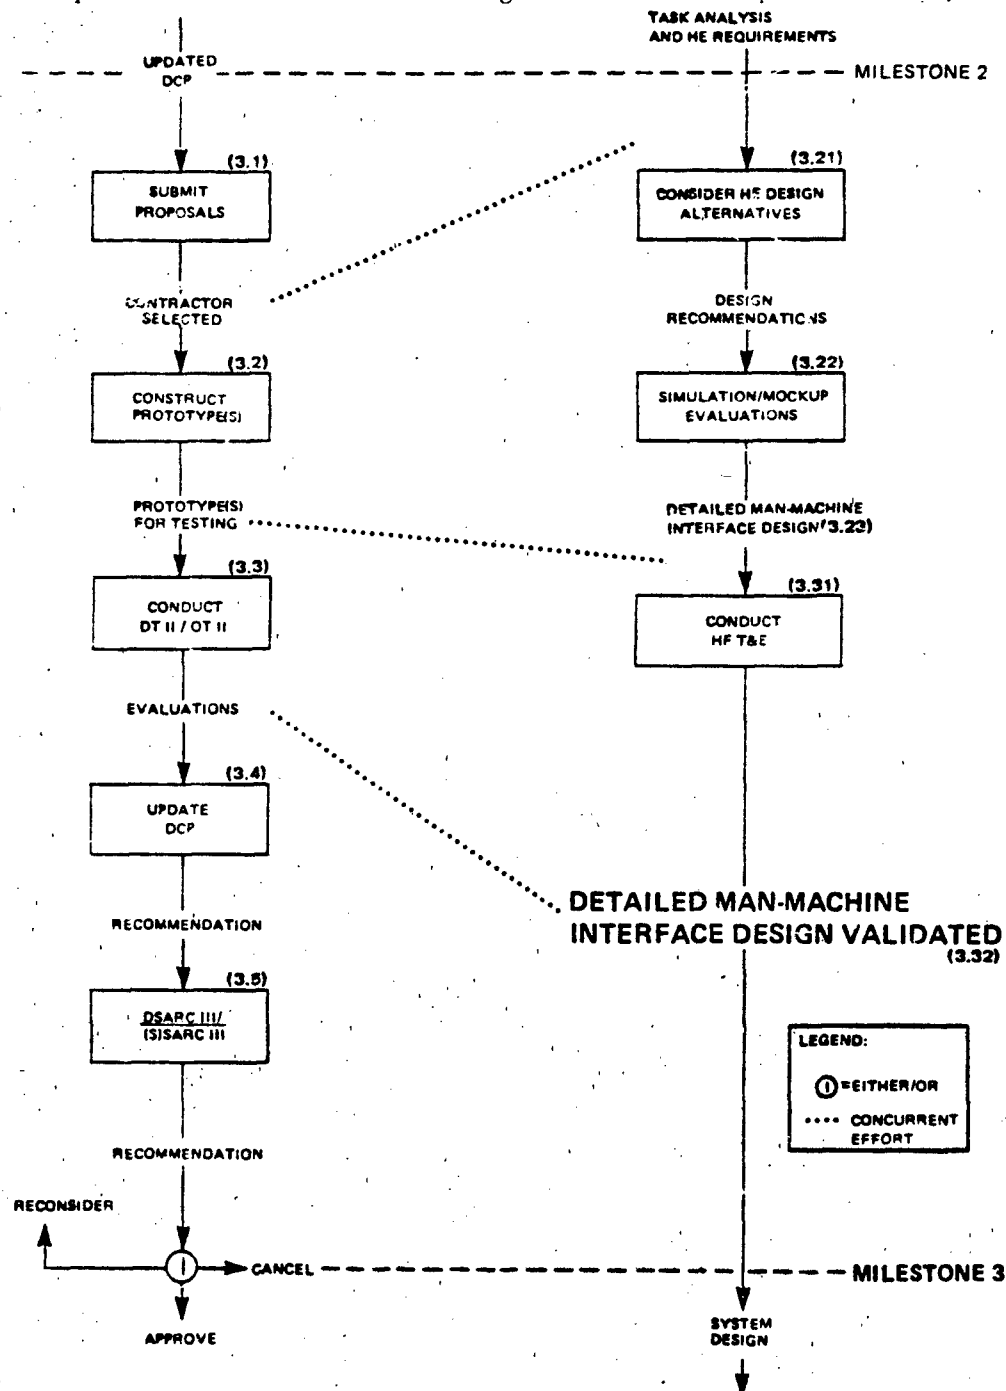 TASK ANALYSIS
AND HE REQUIREMENTS
UPDATED
DCP
MILESTONE 2
(3.1)
SUBMIT
PROPOSALS
(3.21)
CONSIDER HE DESIGN
ALTERNATIVES
CONTRACTOR
SELECTED
DESIGN
RECOMMENDATIONS
(3.2)
CONSTRUCT
PROTOTYPE(S)
(3.22)
SIMULATION/MOCKUP
EVALUATIONS
PROTOTYPE(S)
FOR TESTING
DETAILED MAN-MACHINE
INTERFACE DESIGN (3.23)
(3.3)
CONDUCT
DT II / OT II
(3.31)
CONDUCT
HF T&E
EVALUATIONS
(3.4)
UPDATE
DCP
RECOMMENDATION
DETAILED MAN-MACHINE
INTERFACE DESIGN VALIDATED
(3.32)
(3.5)
DSARC III/
(S)SARC III
LEGEND:
I =EITHER/OR
.... CONCURRENT
EFFORT
RECOMMENDATION
RECONSIDER
I
CANCEL
MILESTONE 3
APPROVE
SYSTEM
DESIGN